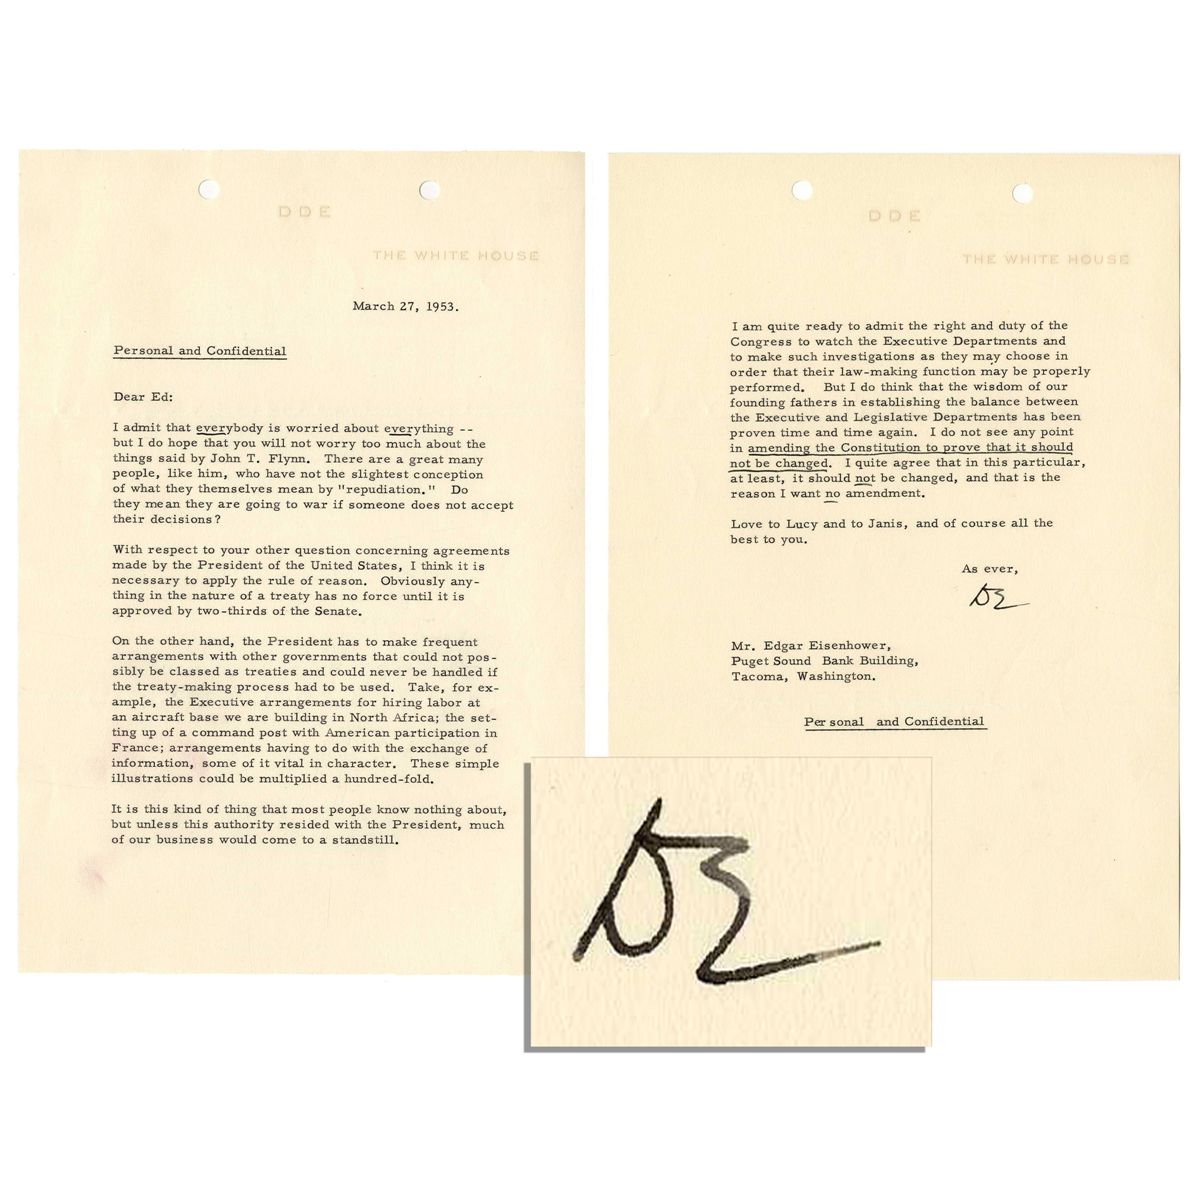 DDE
THE WHITE HOUSE
March 27, 1953.
Personal and Confidential
Dear Ed:
I admit that everybody is worried about everything --
but I do hope that you will not worry too much about the
things said by John T. Flynn. There are a great many
people, like him, who have not the slightest conception
of what they themselves mean by "repudiation." Do
they mean they are going to war if someone does not accept
their decisions?
With respect to your other question concerning agreements
made by the President of the United States, I think it is
necessary to apply the rule of reason. Obviously any-
thing in the nature of a treaty has no force until it is
approved by two-thirds of the Senate.
On the other hand, the President has to make frequent
arrangements with other governments that could not pos-
sibly be classed as treaties and could never be handled if
the treaty-making process had to be used. Take, for ex-
ample, the Executive arrangements for hiring labor at
an aircraft base we are building in North Africa; the set-
ting up of a command post with American participation in
France; arrangements having to do with the exchange of
information, some of it vital in character. These simple
illustrations could be multiplied a hundred-fold.
It is this kind of thing that most people know nothing about,
but unless this authority resided with the President, much
of our business would come to a standstill.
DDE
THE WHITE HOUSE
I am quite ready to admit the right and duty of the
Congress to watch the Executive Departments and
to make such investigations as they may choose in
order that their law-making function may be properly
performed. But I do think that the wisdom of our
founding fathers in establishing the balance between
the Executive and Legislative Departments has been
proven time and time again. I do not see any point
in amending the Constitution to prove that it should
not be changed. I quite agree that in this particular,
at least, it should not be changed, and that is the
reason I want no amendment.
Love to Lucy and to Janis, and of course all the
best to you.
As ever,
DE
Mr. Edgar Eisenhower,
Puget Sound Bank Building,
Tacoma, Washington.
Personal and Confidential
DE